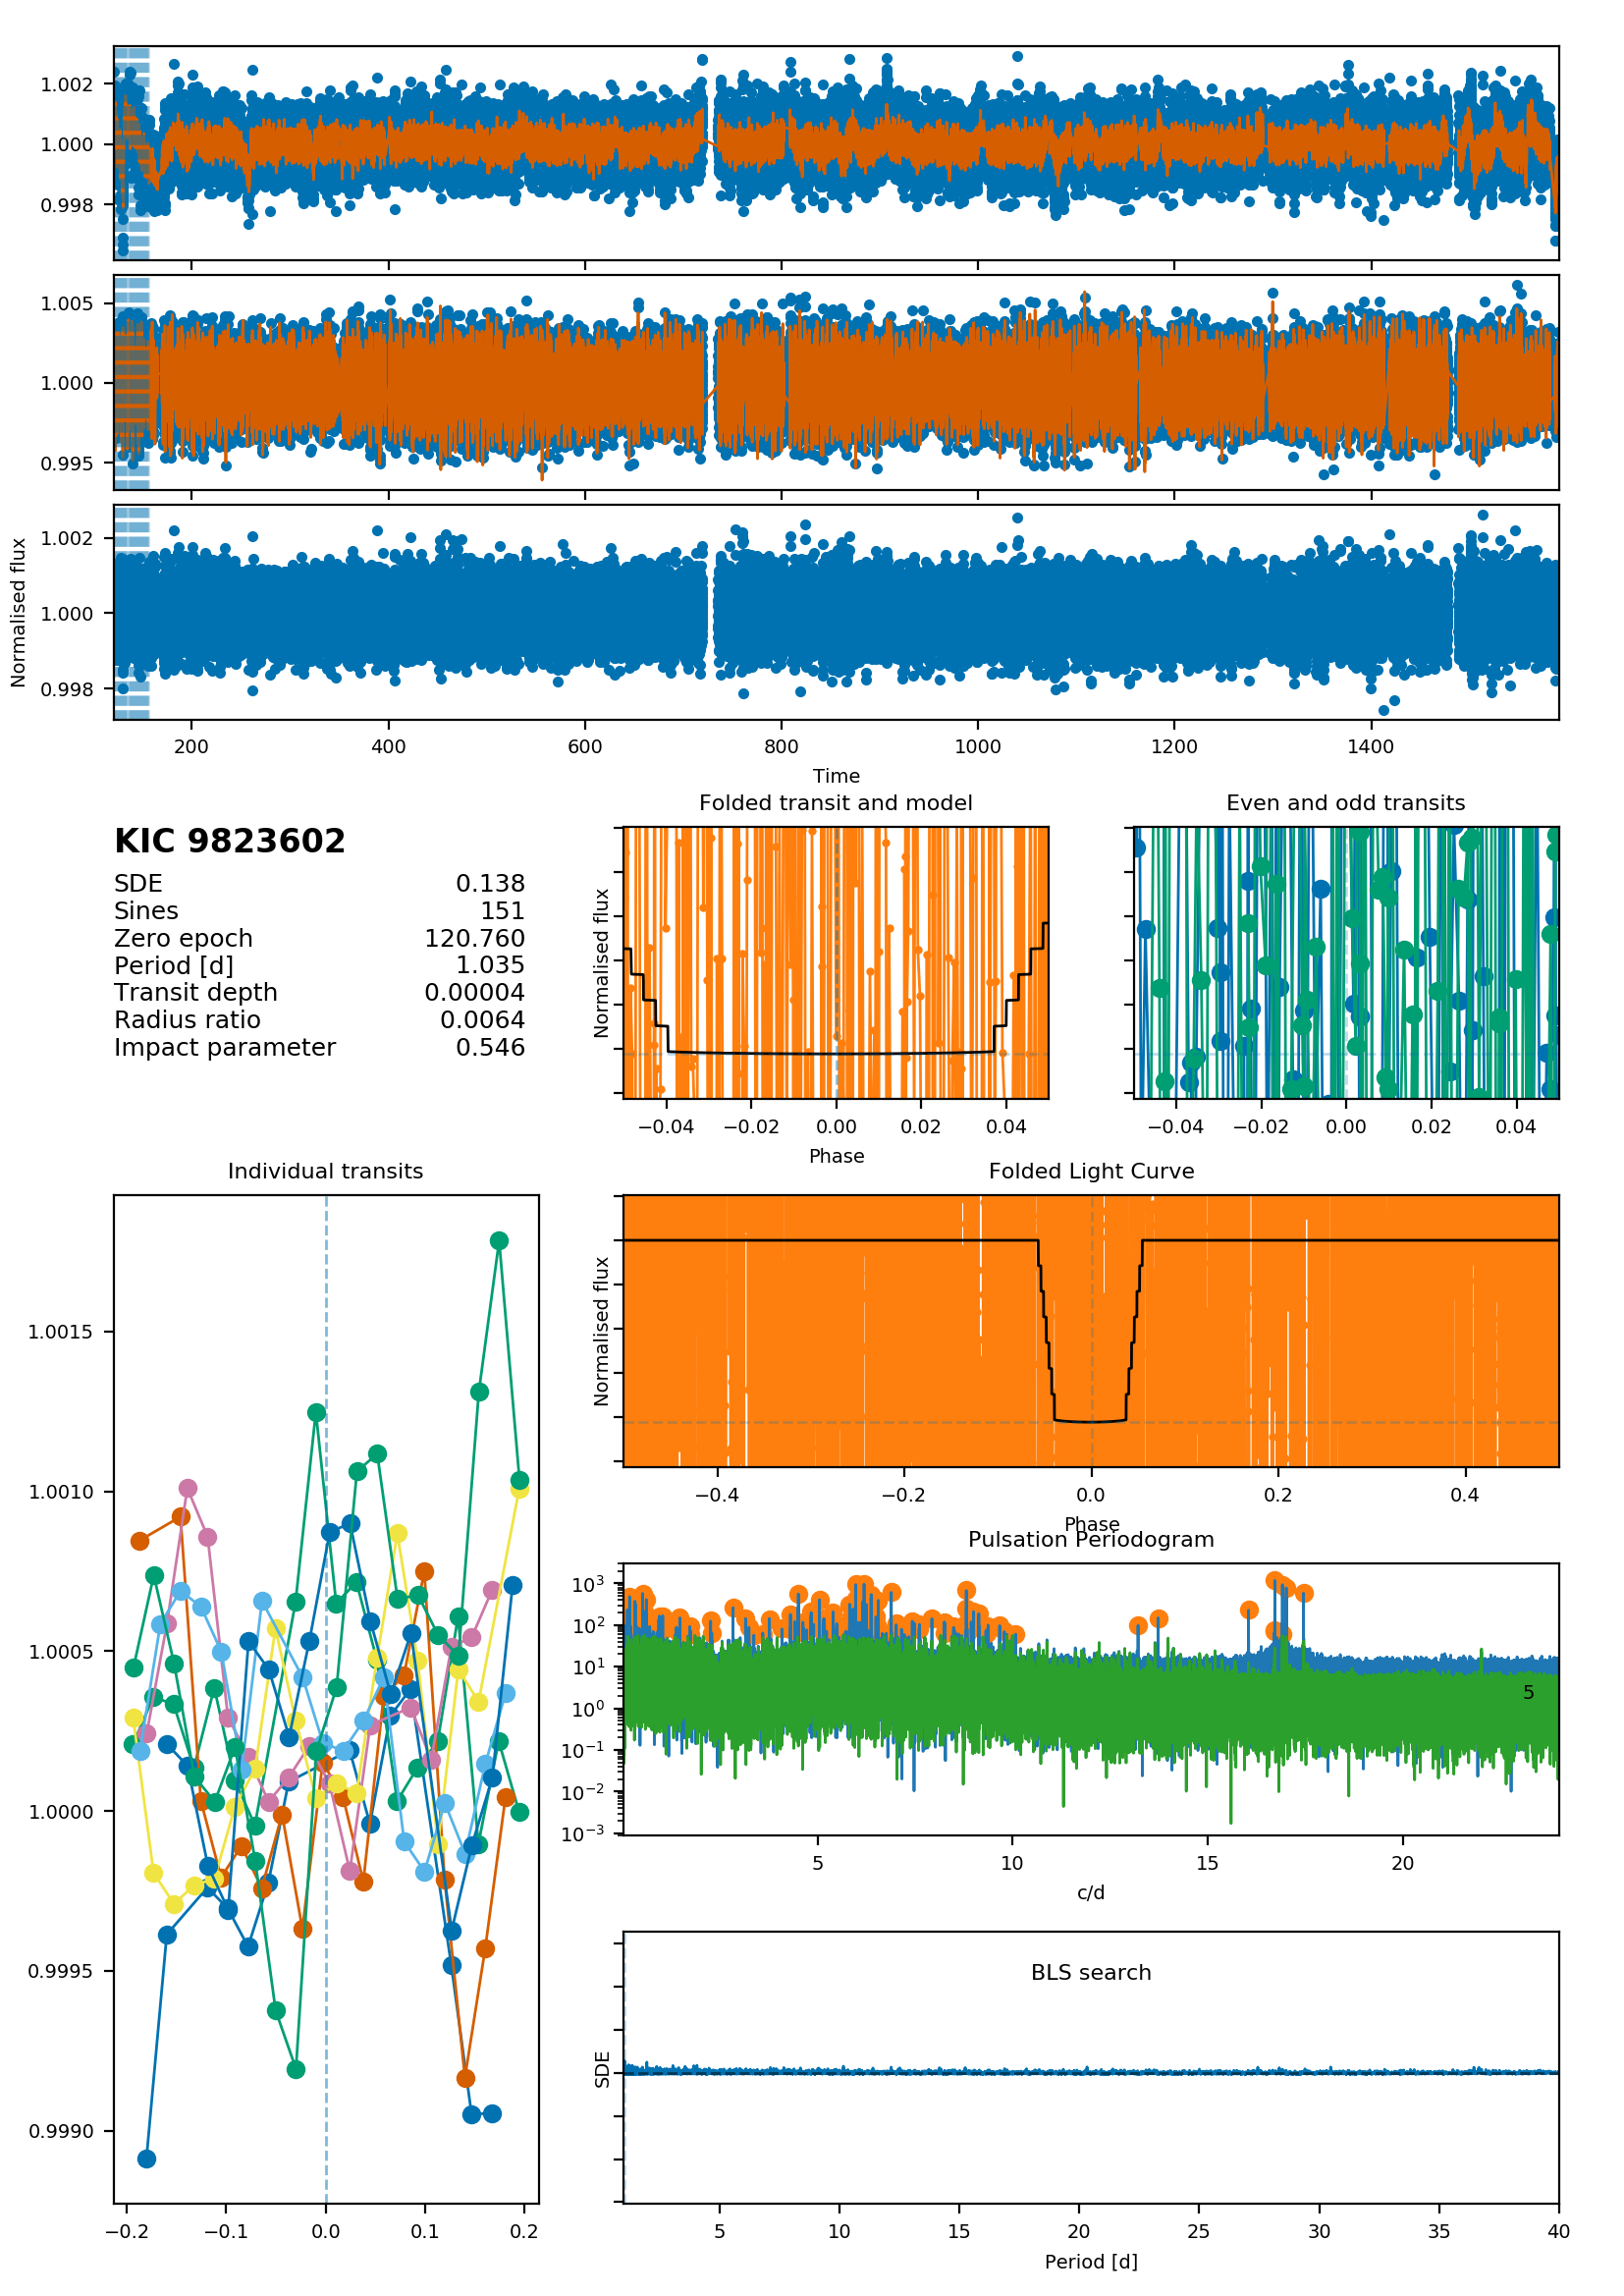 1.002
1.000
0.998
1.005
1.000
0.995
1.002
1.000
0.998
Normalised flux
200 400 600 800 1000 1200 1400
Time
KIC 9823602
SDE 0.138
Sines 151
Zero epoch 120.760
Period [d] 1.035
Transit depth 0.00004
Radius ratio 0.0064
Impact parameter 0.546
Folded transit and model
Normalised flux
−0.04 −0.02 0.00 0.02 0.04
Phase
Even and odd transits
−0.04 −0.02 0.00 0.02 0.04
Individual transits
1.0015
1.0010
1.0005
1.0000
0.9995
0.9990
−0.2 −0.1 0.0 0.1 0.2
Folded Light Curve
Normalised flux
−0.4 −0.2 0.0 0.2 0.4
Phase
Pulsation Periodogram
10³
10²
10¹
10⁰
10⁻¹
10⁻²
10⁻³
5
5 10 15 20
c/d
BLS search
SDE
5 10 15 20 25 30 35 40
Period [d]